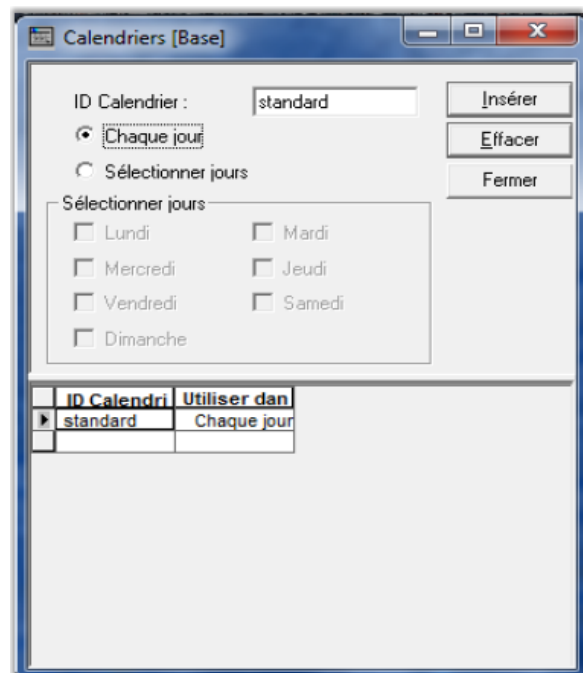 Calendriers [Base]
ID Calendrier : standard Insérer
Chaque jour Effacer
Sélectionner jours Fermer
Sélectionner jours
Lundi Mardi
Mercredi Jeudi
Vendredi Samedi
Dimanche
ID Calendri Utiliser dan
standard Chaque jour